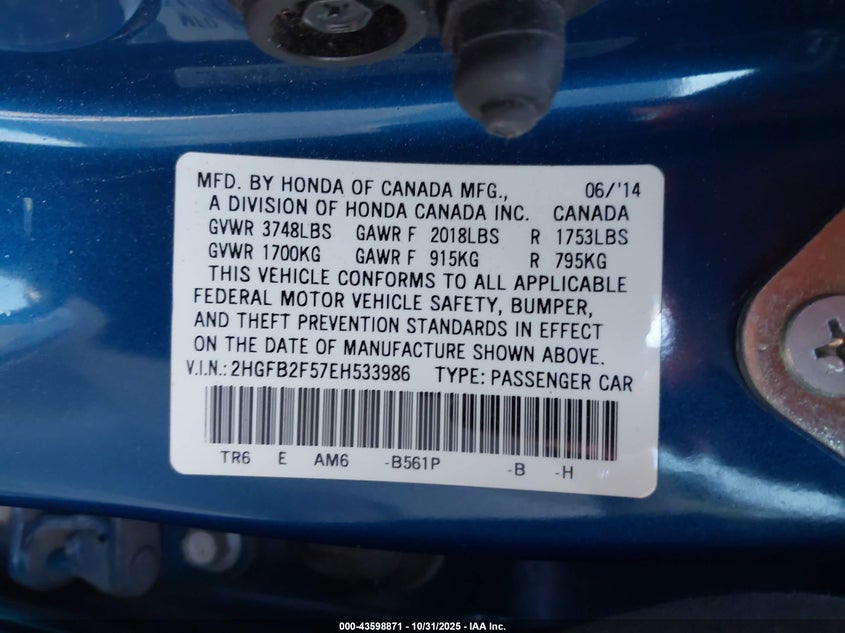 MFD. BY HONDA OF CANADA MFG., 06/'14
A DIVISION OF HONDA CANADA INC. CANADA
GVWR 3748LBS GAWR F 2018LBS R 1753LBS
GVWR 1700KG GAWR F 915KG R 795KG
THIS VEHICLE CONFORMS TO ALL APPLICABLE
FEDERAL MOTOR VEHICLE SAFETY, BUMPER,
AND THEFT PREVENTION STANDARDS IN EFFECT
ON THE DATE OF MANUFACTURE SHOWN ABOVE.
V.I.N.: 2HGFB2F57EH533986 TYPE: PASSENGER CAR
TR6 E AM6 -B561P -B -H
000-43598871 - 10/31/2025 - IAA Inc.